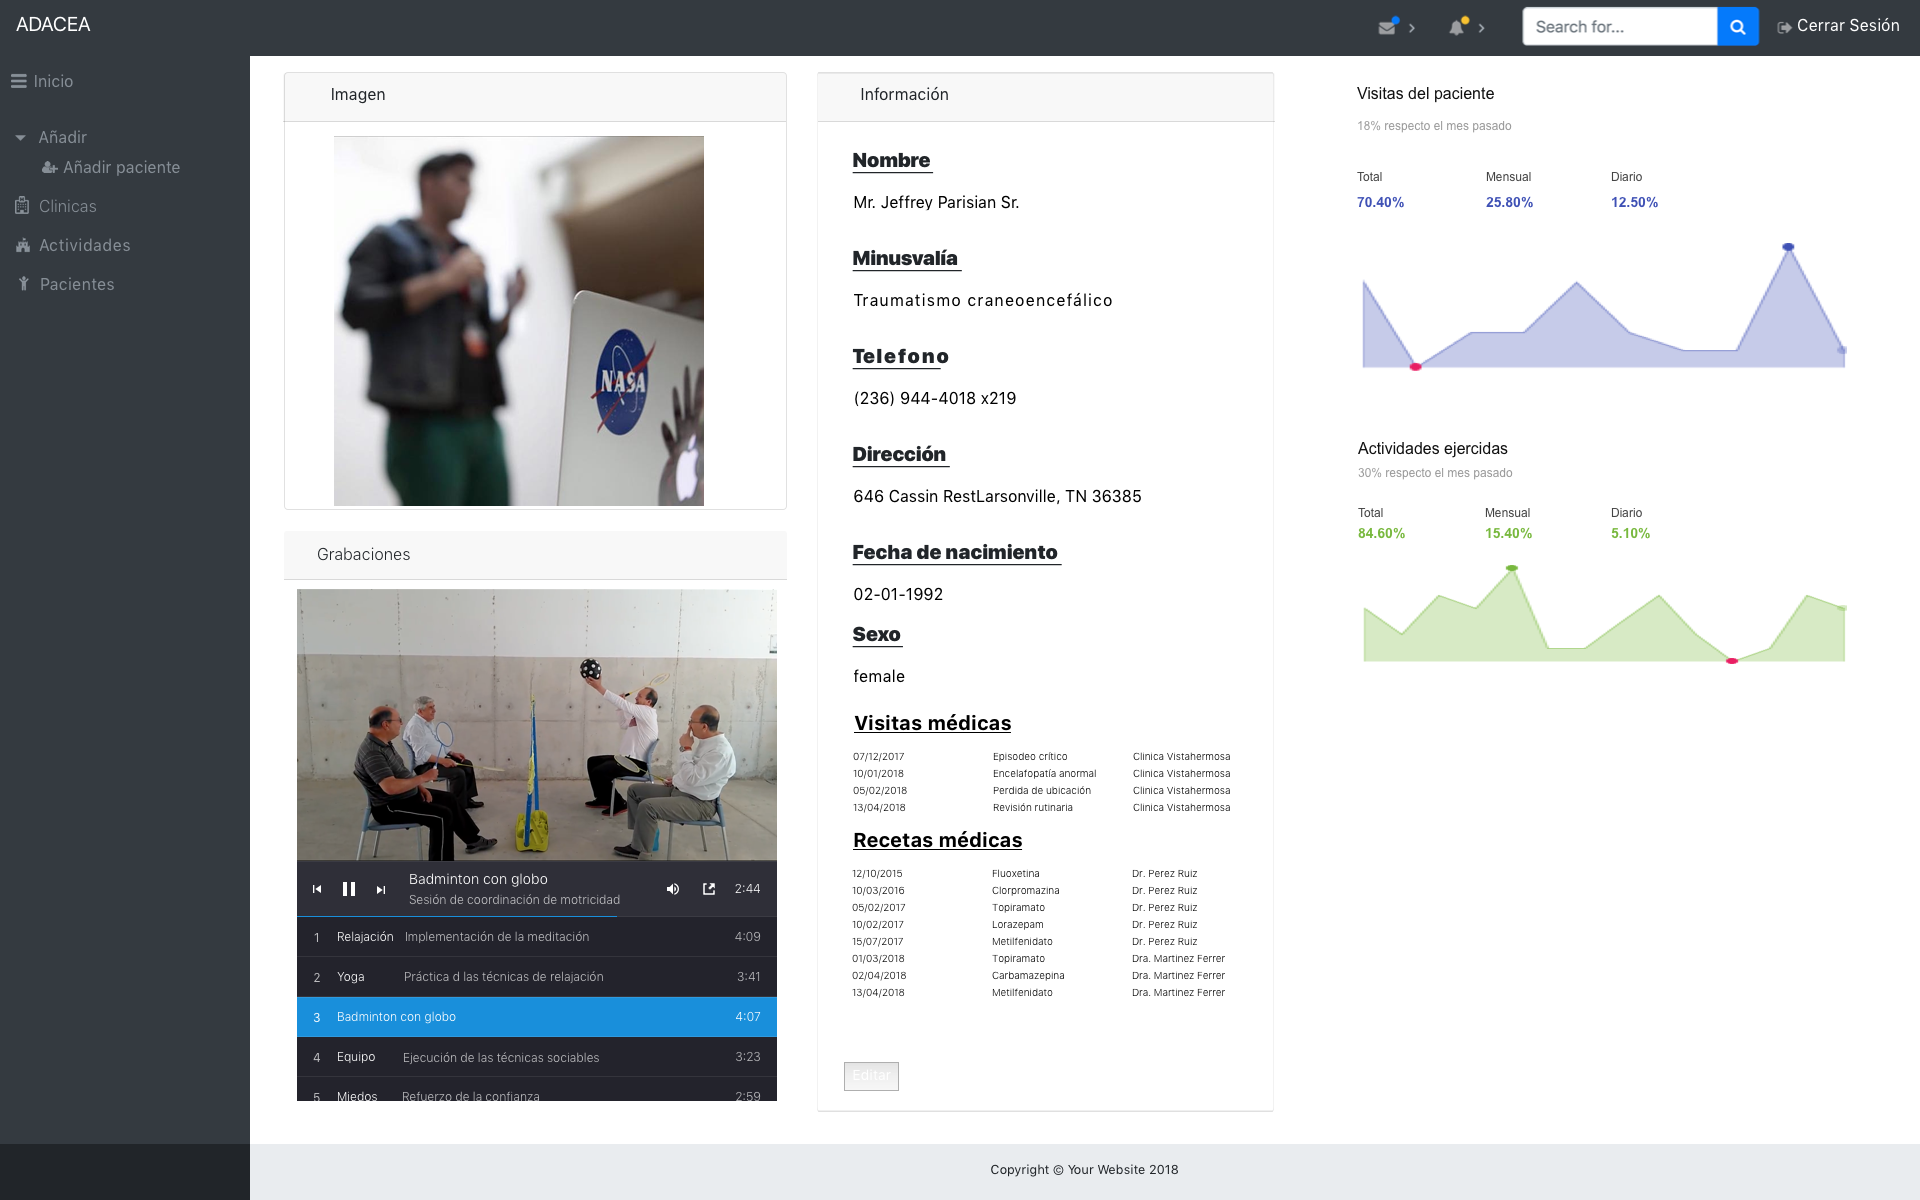 ADACEA
Search for...
Cerrar Sesión
Inicio
Añadir
Añadir paciente
Clinicas
Actividades
Pacientes
Imagen
NASA
Grabaciones
Badminton con globo
Sesión de coordinación de motricidad
2:44
1 Relajación Implementación de la meditación 4:09
2 Yoga Práctica d las técnicas de relajación 3:41
3 Badminton con globo 4:07
4 Equipo Ejecución de las técnicas sociables 3:23
5 Miedos Refuerzo de la confianza 2:59
Información
Nombre
Mr. Jeffrey Parisian Sr.
Minusvalía
Traumatismo craneoencefálico
Telefono
(236) 944-4018 x219
Dirección
646 Cassin RestLarsonville, TN 36385
Fecha de nacimiento
02-01-1992
Sexo
female
Visitas médicas
07/12/2017 Episodeo crítico Clinica Vistahermosa
10/01/2018 Encelafopatía anormal Clinica Vistahermosa
05/02/2018 Perdida de ubicación Clinica Vistahermosa
13/04/2018 Revisión rutinaria Clinica Vistahermosa
Recetas médicas
12/10/2015 Fluoxetina Dr. Perez Ruiz
10/03/2016 Clorpromazina Dr. Perez Ruiz
05/02/2017 Topiramato Dr. Perez Ruiz
10/02/2017 Lorazepam Dr. Perez Ruiz
15/07/2017 Metilfenidato Dr. Perez Ruiz
01/03/2018 Topiramato Dra. Martinez Ferrer
02/04/2018 Carbamazepina Dra. Martinez Ferrer
13/04/2018 Metilfenidato Dra. Martinez Ferrer
Editar
Visitas del paciente
18% respecto el mes pasado
Total Mensual Diario
70.40% 25.80% 12.50%
Actividades ejercidas
30% respecto el mes pasado
Total Mensual Diario
84.60% 15.40% 5.10%
Copyright © Your Website 2018